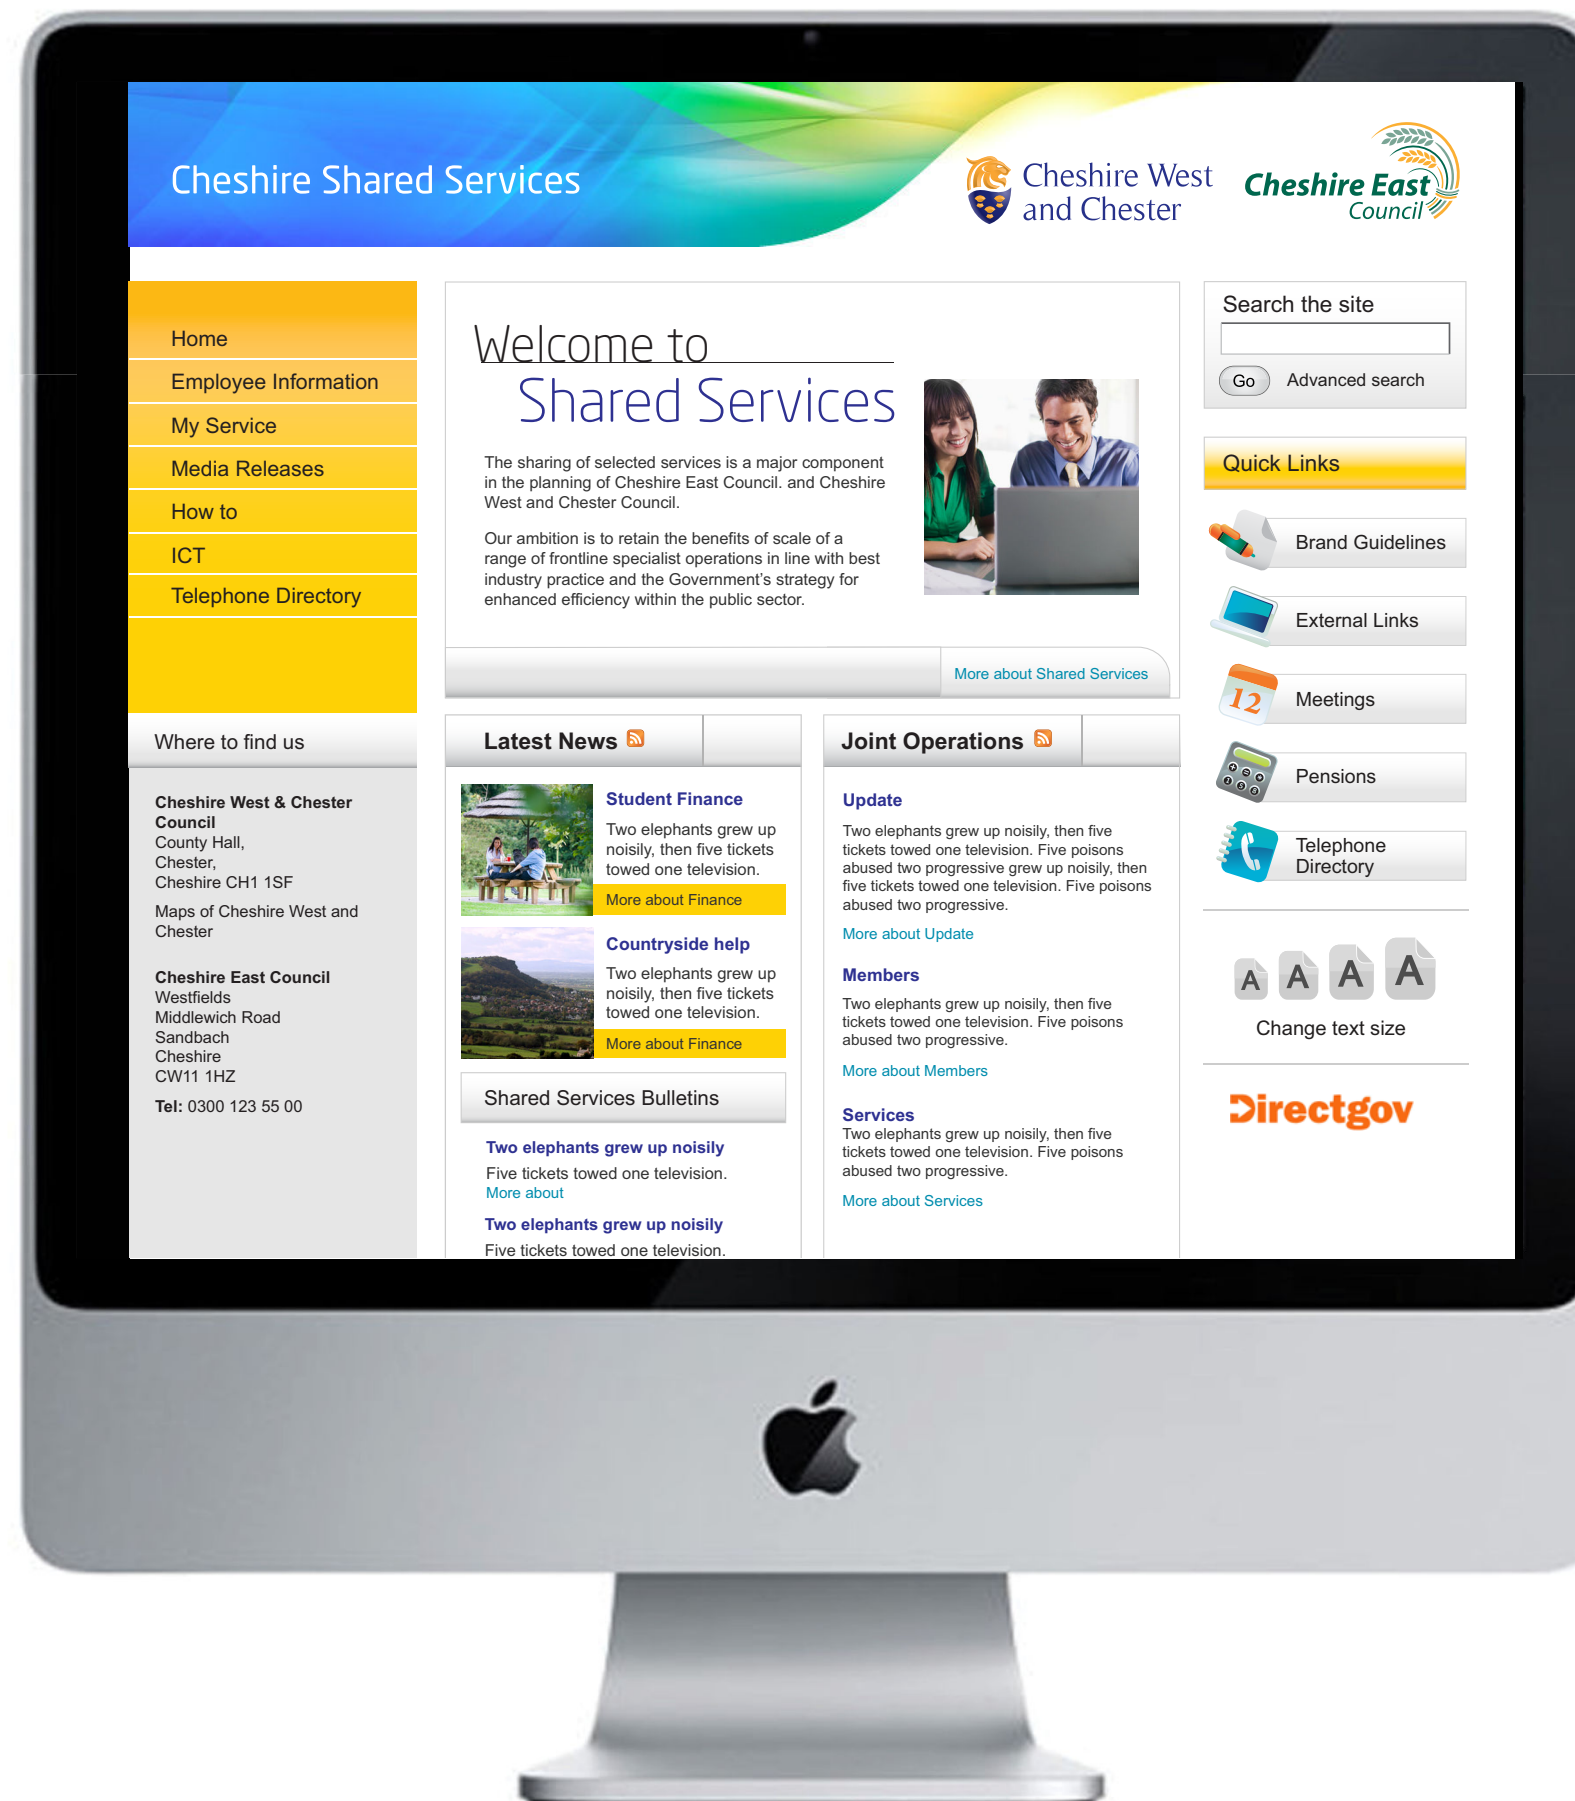 Cheshire Shared Services
Cheshire West
and Chester
Cheshire East
Council
Home
Employee Information
My Service
Media Releases
How to
ICT
Telephone Directory
Where to find us
Cheshire West & Chester
Council
County Hall,
Chester,
Cheshire CH1 1SF
Maps of Cheshire West and
Chester
Cheshire East Council
Westfields
Middlewich Road
Sandbach
Cheshire
CW11 1HZ
Tel: 0300 123 55 00
Welcome to
Shared Services
The sharing of selected services is a major component
in the planning of Cheshire East Council. and Cheshire
West and Chester Council.
Our ambition is to retain the benefits of scale of a
range of frontline specialist operations in line with best
industry practice and the Government's strategy for
enhanced efficiency within the public sector.
More about Shared Services
Latest News
Student Finance
Two elephants grew up
noisily, then five tickets
towed one television.
More about Finance
Countryside help
Two elephants grew up
noisily, then five tickets
towed one television.
More about Finance
Shared Services Bulletins
Two elephants grew up noisily
Five tickets towed one television.
More about
Two elephants grew up noisily
Five tickets towed one television.
Joint Operations
Update
Two elephants grew up noisily, then five
tickets towed one television. Five poisons
abused two progressive grew up noisily, then
five tickets towed one television. Five poisons
abused two progressive.
More about Update
Members
Two elephants grew up noisily, then five
tickets towed one television. Five poisons
abused two progressive.
More about Members
Services
Two elephants grew up noisily, then five
tickets towed one television. Five poisons
abused two progressive.
More about Services
Search the site
Go Advanced search
Quick Links
Brand Guidelines
External Links
12 Meetings
Pensions
Telephone
Directory
A A A A
Change text size
Directgov